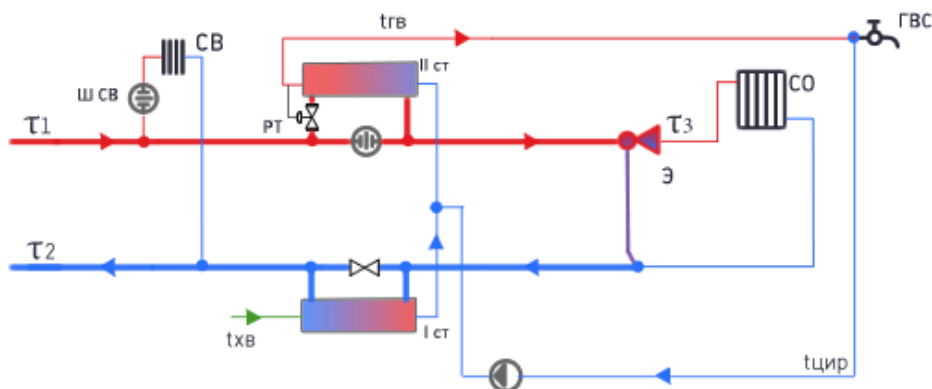 tгв
ГВС
СВ
II ст
СО
Ш СВ
РТ
τ1
τ3
Э
τ2
I ст
tхв
tцир